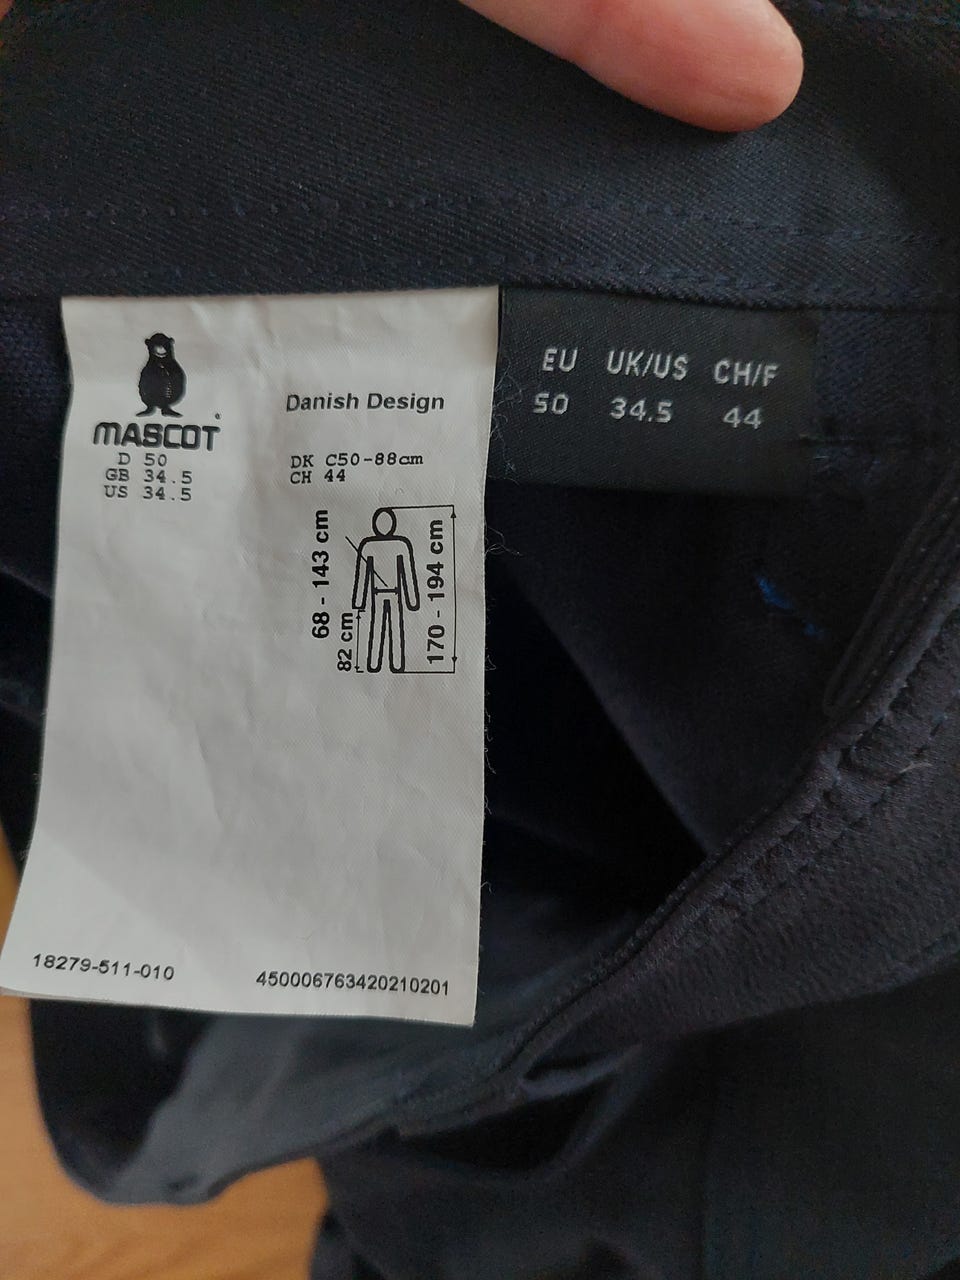 MASCOT®
D 50
GB 34.5
US 34.5
Danish Design
DK C50-88cm
CH 44
68 - 143 cm
82 cm
170 - 194 cm
18279-511-010
450006763420210201
EU UK/US CH/F
50 34.5 44